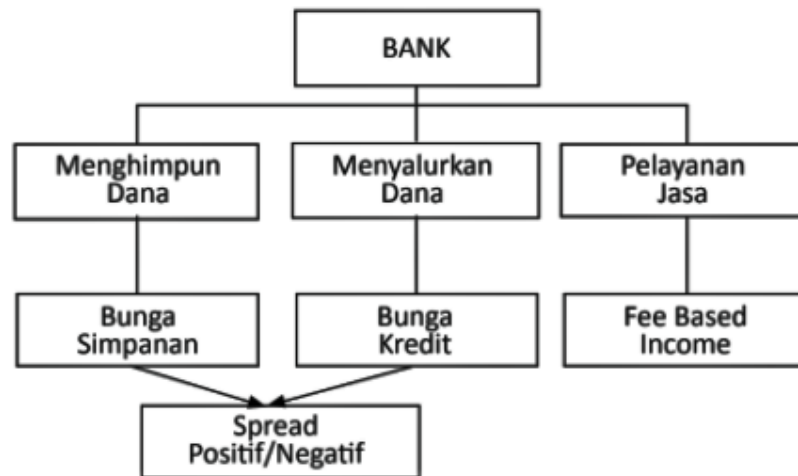 BANK
Menghimpun
Dana
Menyalurkan
Dana
Pelayanan
Jasa
Bunga
Simpanan
Bunga
Kredit
Fee Based
Income
Spread
Positif/Negatif